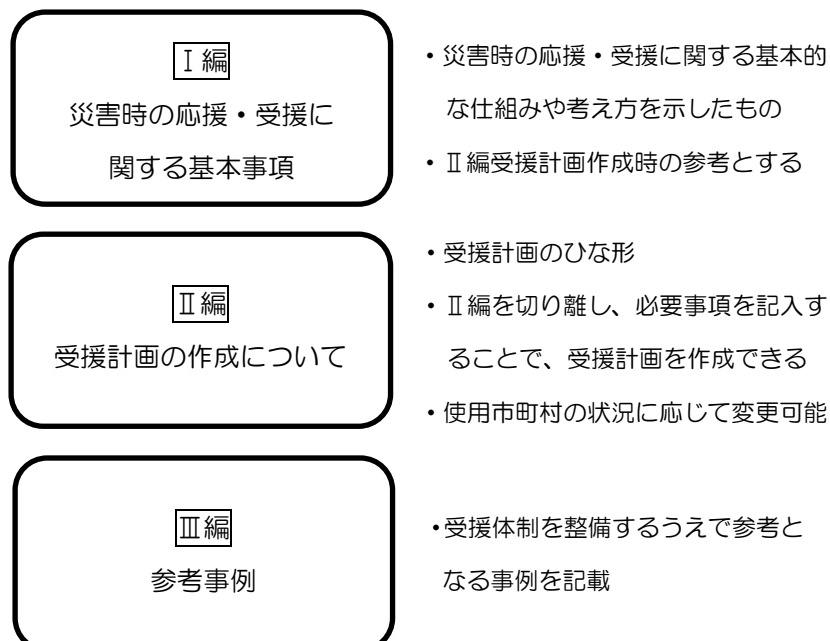 Ⅰ編
災害時の応援・受援に
関する基本事項
・災害時の応援・受援に関する基本的
な仕組みや考え方を示したもの
・Ⅱ編受援計画作成時の参考とする
Ⅱ編
受援計画の作成について
・受援計画のひな形
・Ⅱ編を切り離し、必要事項を記入す
ることで、受援計画を作成できる
・使用市町村の状況に応じて変更可能
Ⅲ編
参考事例
・受援体制を整備するうえで参考と
なる事例を記載